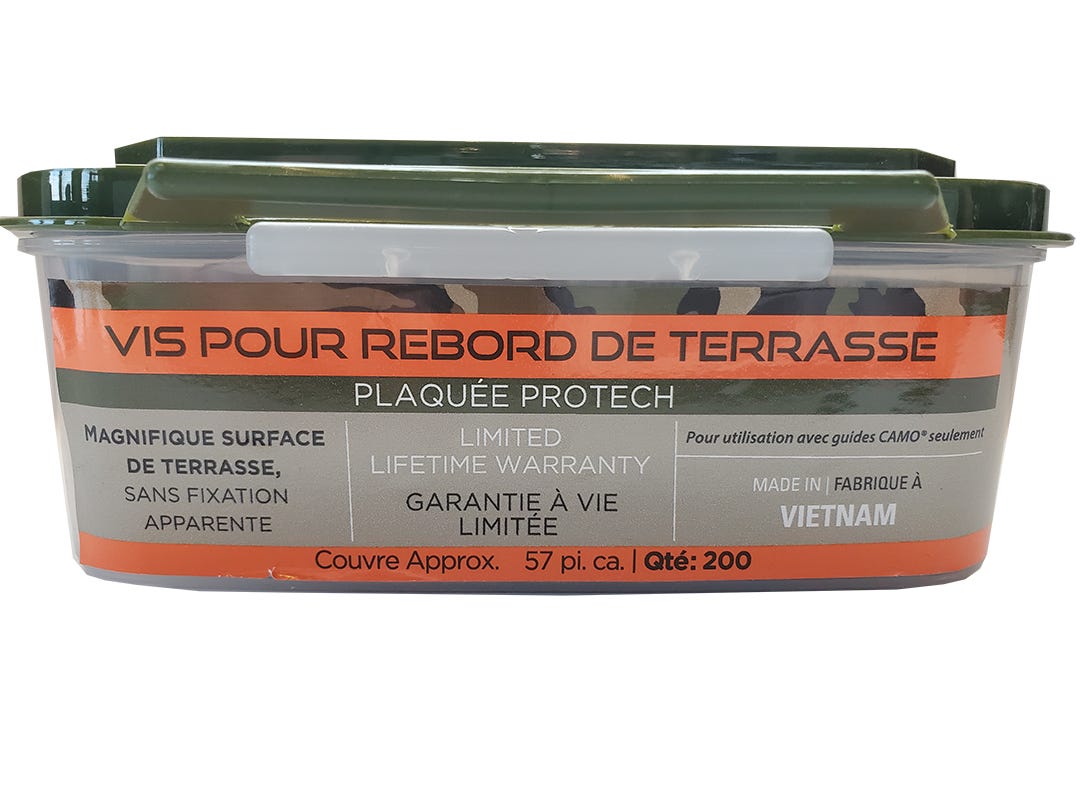 VIS POUR REBORD DE TERRASSE
PLAQUÉE PROTECH
MAGNIFIQUE SURFACE
DE TERRASSE,
SANS FIXATION
APPARENTE
LIMITED
LIFETIME WARRANTY
GARANTIE À VIE
LIMITÉE
Pour utilisation avec guides CAMO® seulement
MADE IN | FABRIQUE À
VIETNAM
Couvre Approx. 57 pi. ca. | Qté: 200